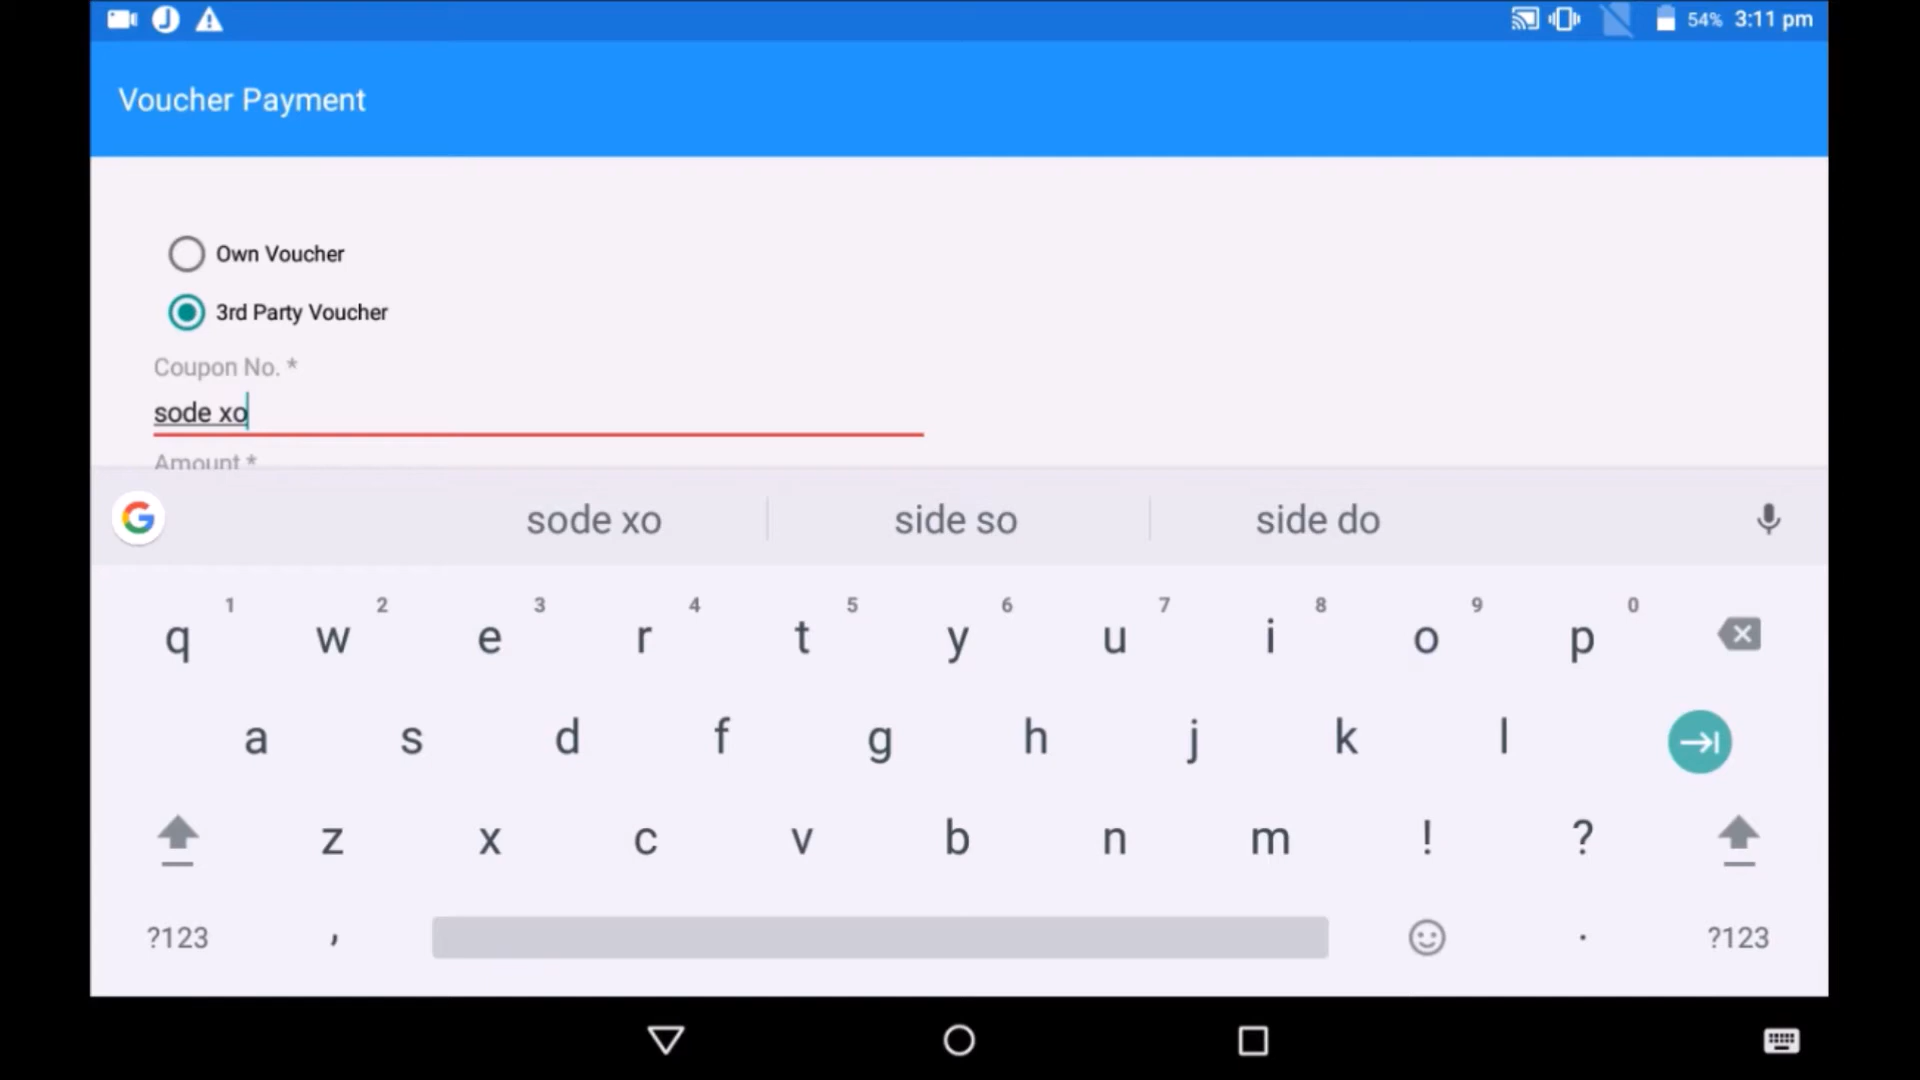 54% 3:11 pm
Voucher Payment
Own Voucher
3rd Party Voucher
Coupon No. *
sode xo
Amount *
sode xo side so side do
1 2 3 4 5 6 7 8 9 0
q w e r t y u i o p
a s d f g h j k l
z x c v b n m ! ?
?123 , . ?123